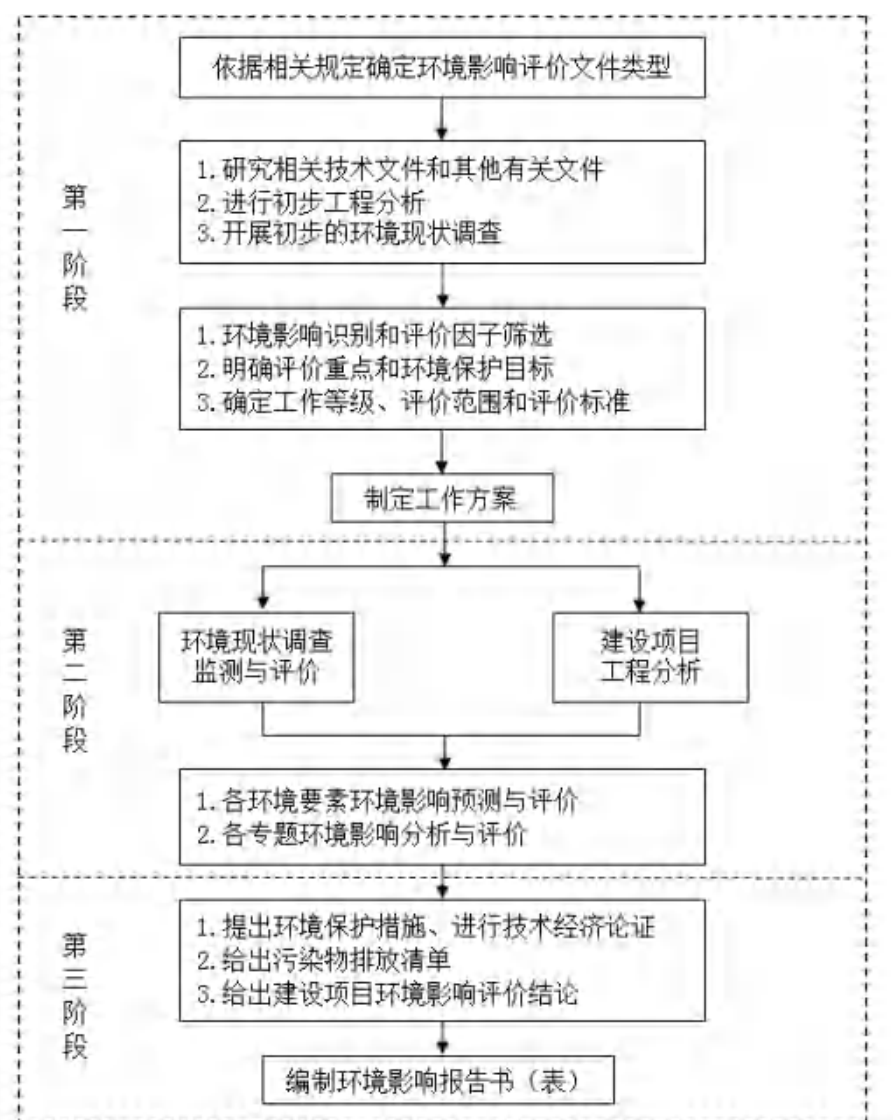 依据相关规定确定环境影响评价文件类型
第一阶段
1.研究相关技术文件和其他有关文件
2.进行初步工程分析
3.开展初步的环境现状调查
1.环境影响识别和评价因子筛选
2.明确评价重点和环境保护目标
3.确定工作等级、评价范围和评价标准
制定工作方案
第二阶段
环境现状调查
监测与评价
建设项目
工程分析
1.各环境要素环境影响预测与评价
2.各专题环境影响分析与评价
第三阶段
1.提出环境保护措施、进行技术经济论证
2.给出污染物排放清单
3.给出建设项目环境影响评价结论
编制环境影响报告书（表）